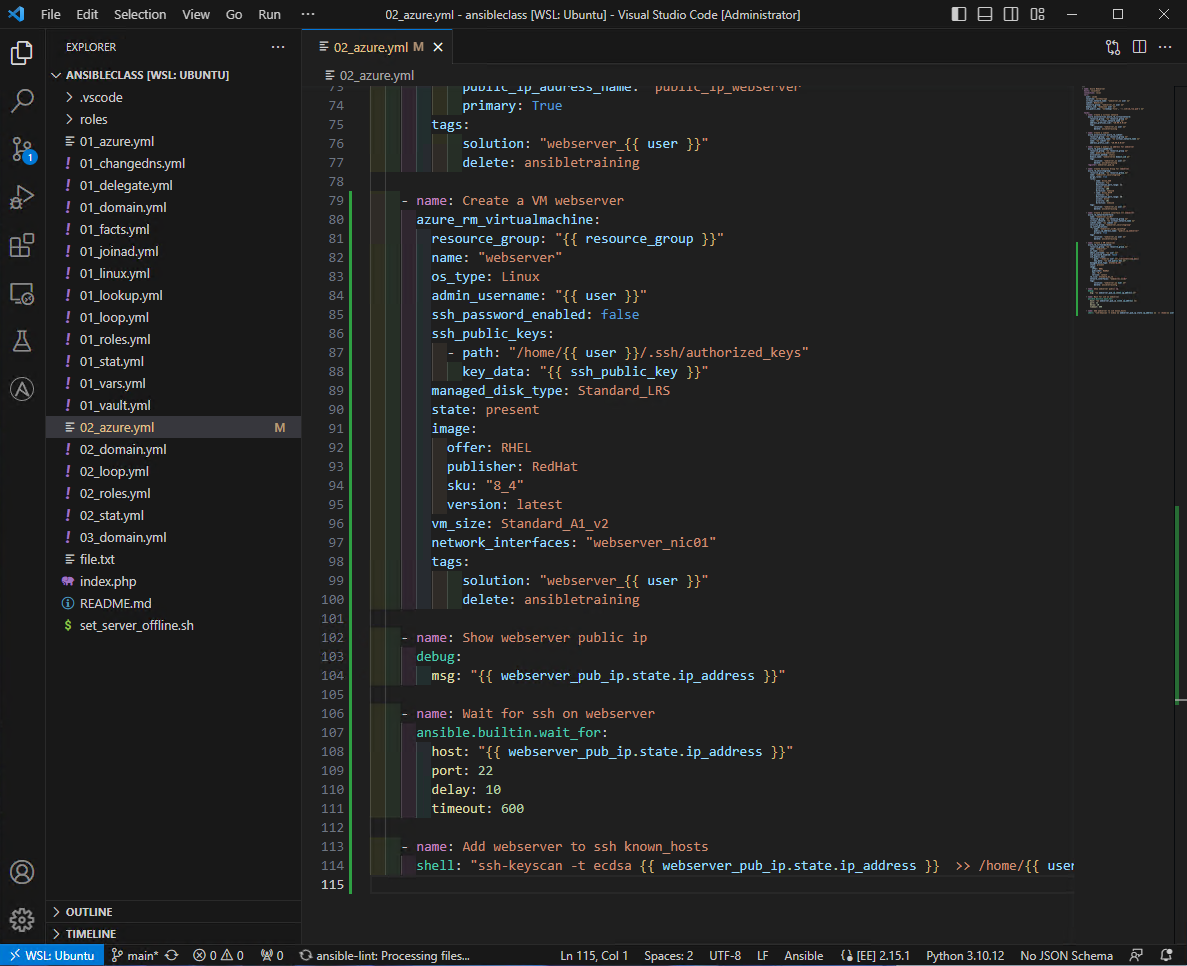 File Edit Selection View Go Run ··· 02_azure.yml - ansibleclass [WSL: Ubuntu] - Visual Studio Code [Administrator]
EXPLORER ···
ANSIBLECLASS [WSL: UBUNTU]
.vscode
roles
01_azure.yml
! 01_changedns.yml
! 01_delegate.yml
! 01_domain.yml
! 01_facts.yml
! 01_joinad.yml
! 01_linux.yml
! 01_lookup.yml
! 01_loop.yml
! 01_roles.yml
! 01_stat.yml
! 01_vars.yml
! 01_vault.yml
02_azure.yml M
! 02_domain.yml
! 02_loop.yml
! 02_roles.yml
! 02_stat.yml
! 03_domain.yml
file.txt
index.php
README.md
$ set_server_offline.sh
OUTLINE
TIMELINE
02_azure.yml M
02_azure.yml
73 public_ip_address_name: "public_ip_webserver"
74 primary: True
75 tags:
76 solution: "webserver_{{ user }}"
77 delete: ansibletraining
78
79 - name: Create a VM webserver
80 azure_rm_virtualmachine:
81 resource_group: "{{ resource_group }}"
82 name: "webserver"
83 os_type: Linux
84 admin_username: "{{ user }}"
85 ssh_password_enabled: false
86 ssh_public_keys:
87 - path: "/home/{{ user }}/.ssh/authorized_keys"
88 key_data: "{{ ssh_public_key }}"
89 managed_disk_type: Standard_LRS
90 state: present
91 image:
92 offer: RHEL
93 publisher: RedHat
94 sku: "8_4"
95 version: latest
96 vm_size: Standard_A1_v2
97 network_interfaces: "webserver_nic01"
98 tags:
99 solution: "webserver_{{ user }}"
100 delete: ansibletraining
101
102 - name: Show webserver public ip
103 debug:
104 msg: "{{ webserver_pub_ip.state.ip_address }}"
105
106 - name: Wait for ssh on webserver
107 ansible.builtin.wait_for:
108 host: "{{ webserver_pub_ip.state.ip_address }}"
109 port: 22
110 delay: 10
111 timeout: 600
112
113 - name: Add webserver to ssh known_hosts
114 shell: "ssh-keyscan -t ecdsa {{ webserver_pub_ip.state.ip_address }}  >> /home/{{ user
115
1
WSL: Ubuntu main* 0 0 0 ansible-lint: Processing files... Ln 115, Col 1 Spaces: 2 UTF-8 LF Ansible [EE] 2.15.1 Python 3.10.12 No JSON Schema